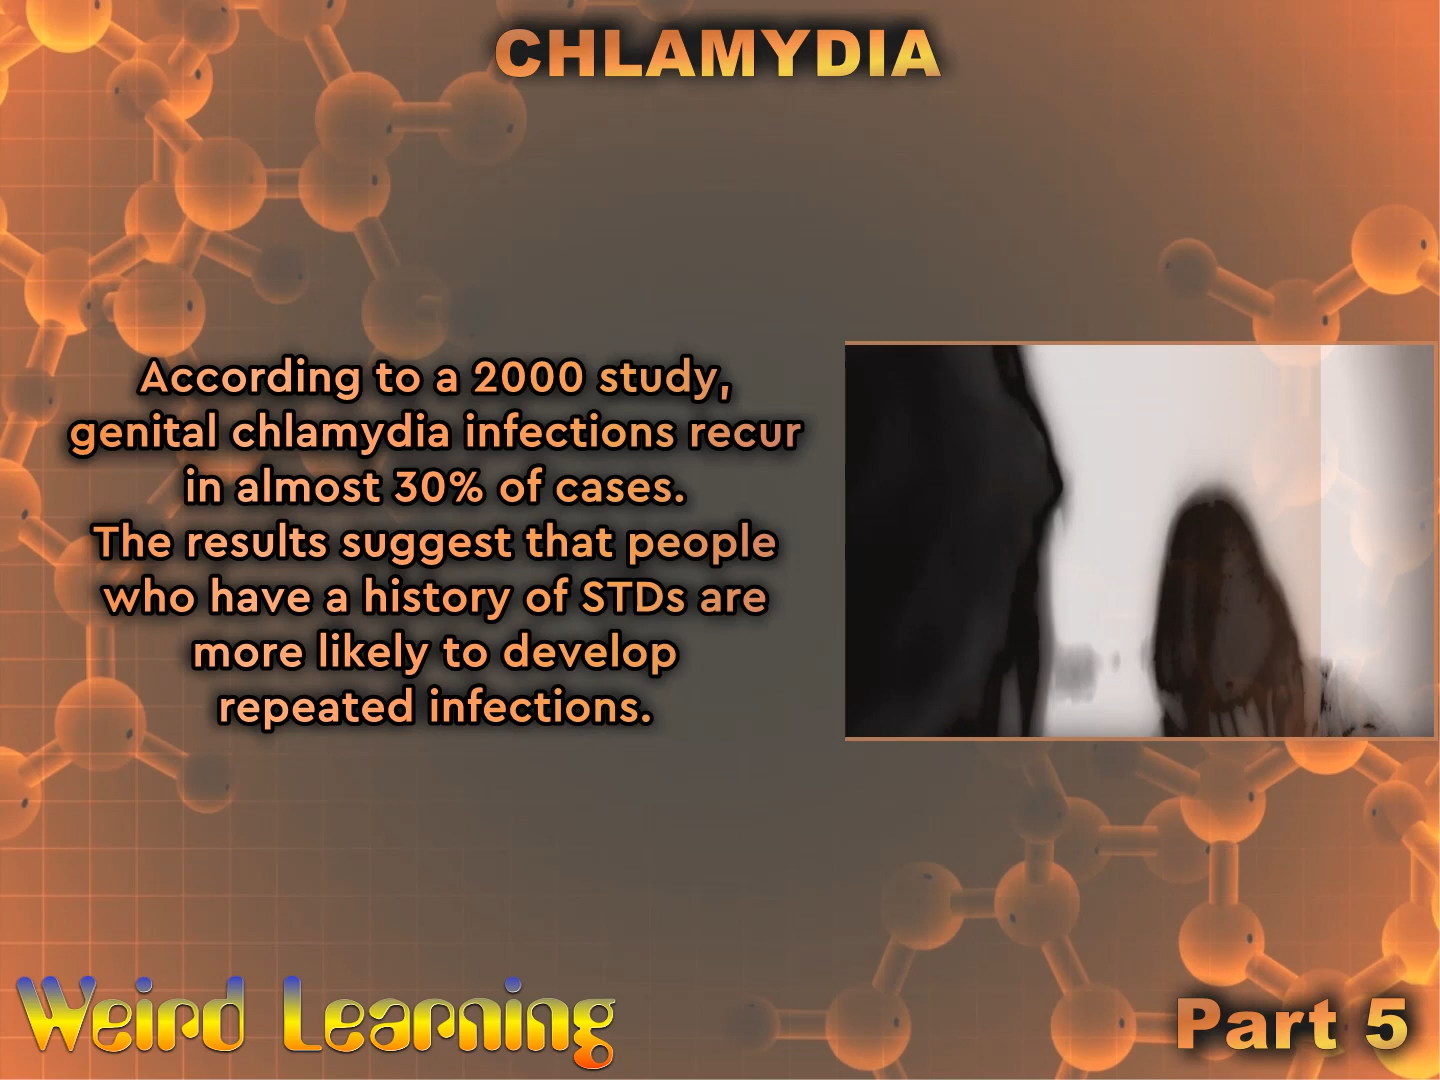 CHLAMYDIA
According to a 2000 study,
genital chlamydia infections recur
in almost 30% of cases.
The results suggest that people
who have a history of STDs are
more likely to develop
repeated infections.
Weird Learning
Part 5